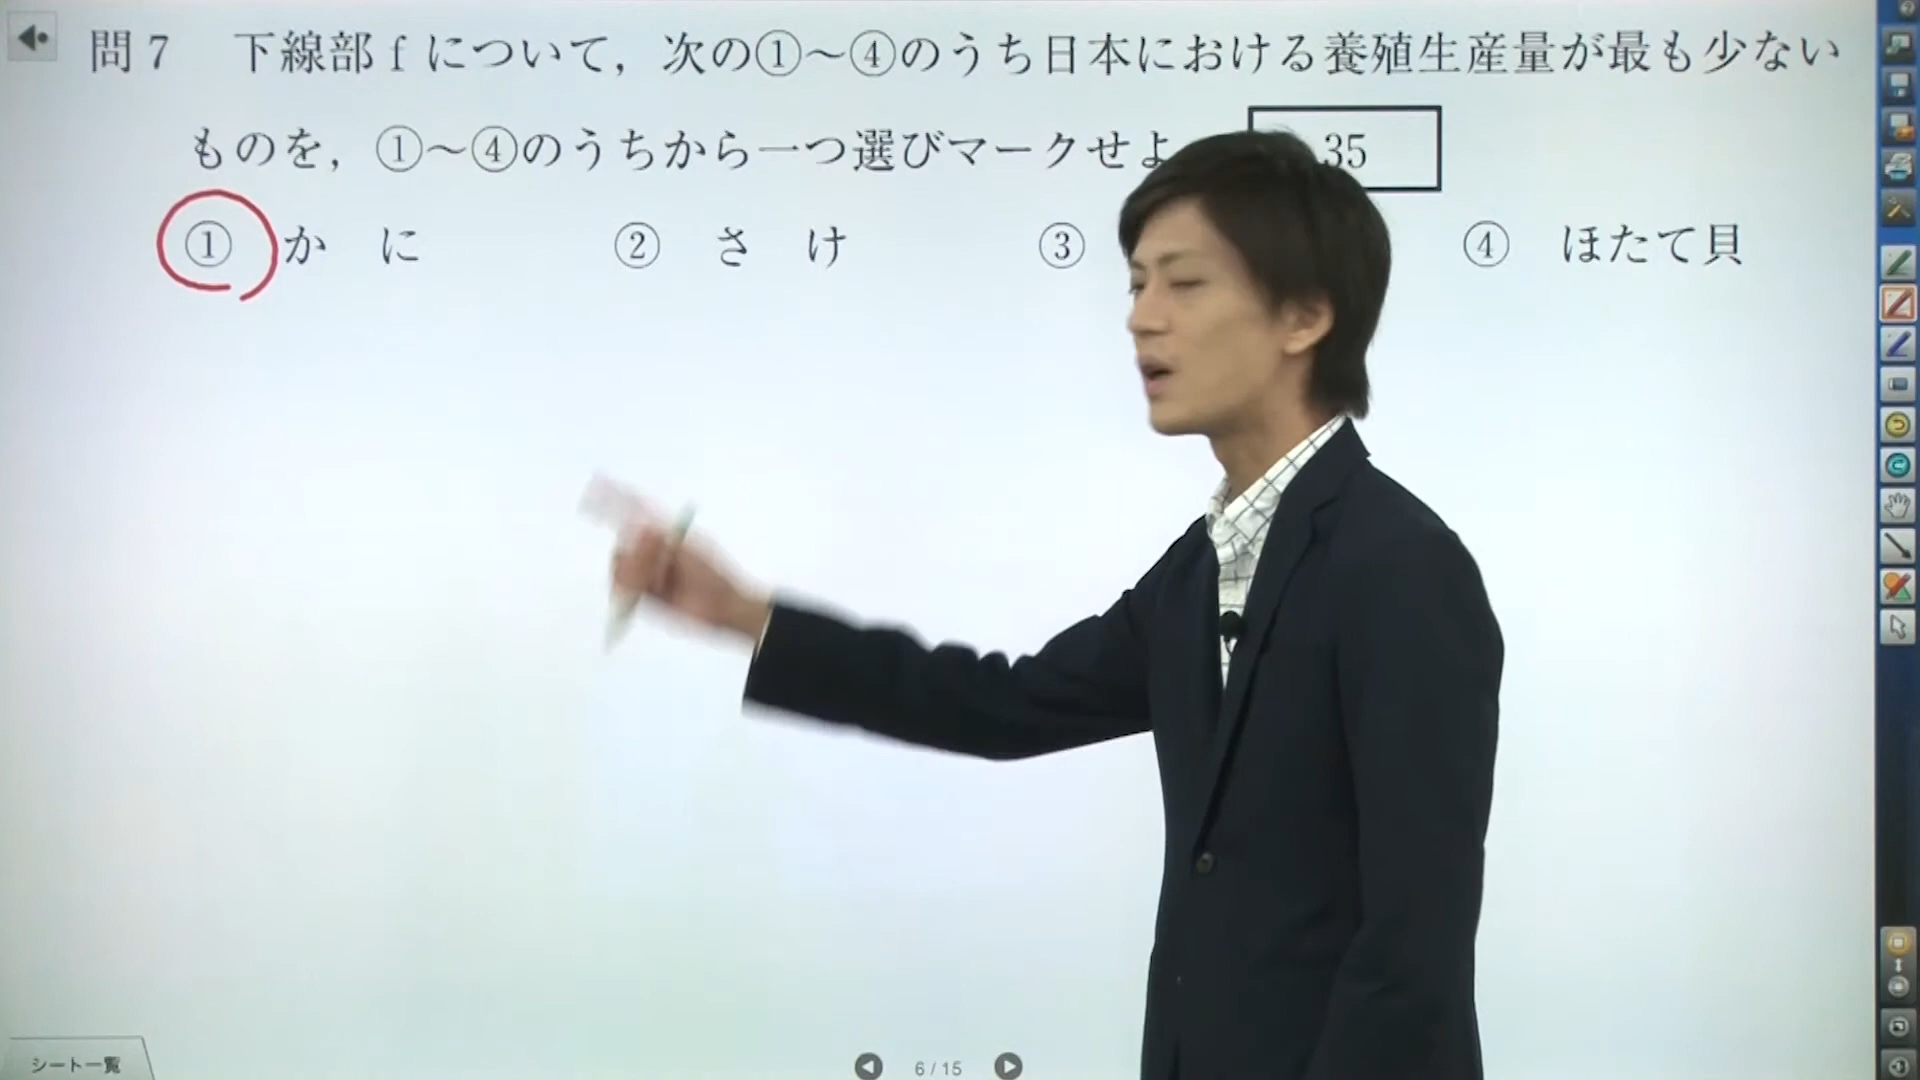 問7 下線部fについて，次の①〜④のうち日本における養殖生産量が最も少ない
ものを，①〜④のうちから一つ選びマークせよ 35
① かに ② さけ ③ ④ ほたて貝
シート一覧 6/15